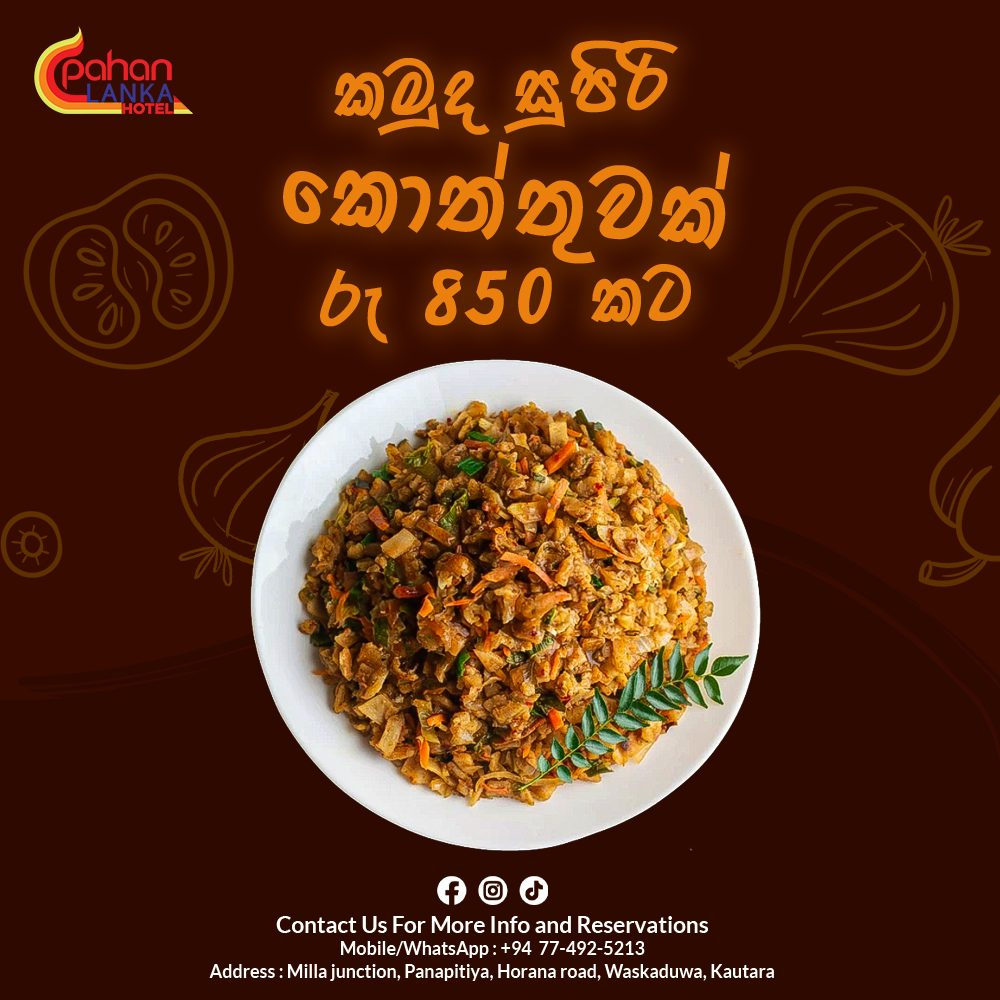 pahan
LANKA
HOTEL
කමුද සුපිරි
කොත්තුවක්
රු 850 කට
Contact Us For More Info and Reservations
Mobile/WhatsApp : +94 77-492-5213
Address : Milla junction, Panapitiya, Horana road, Waskaduwa, Kautara